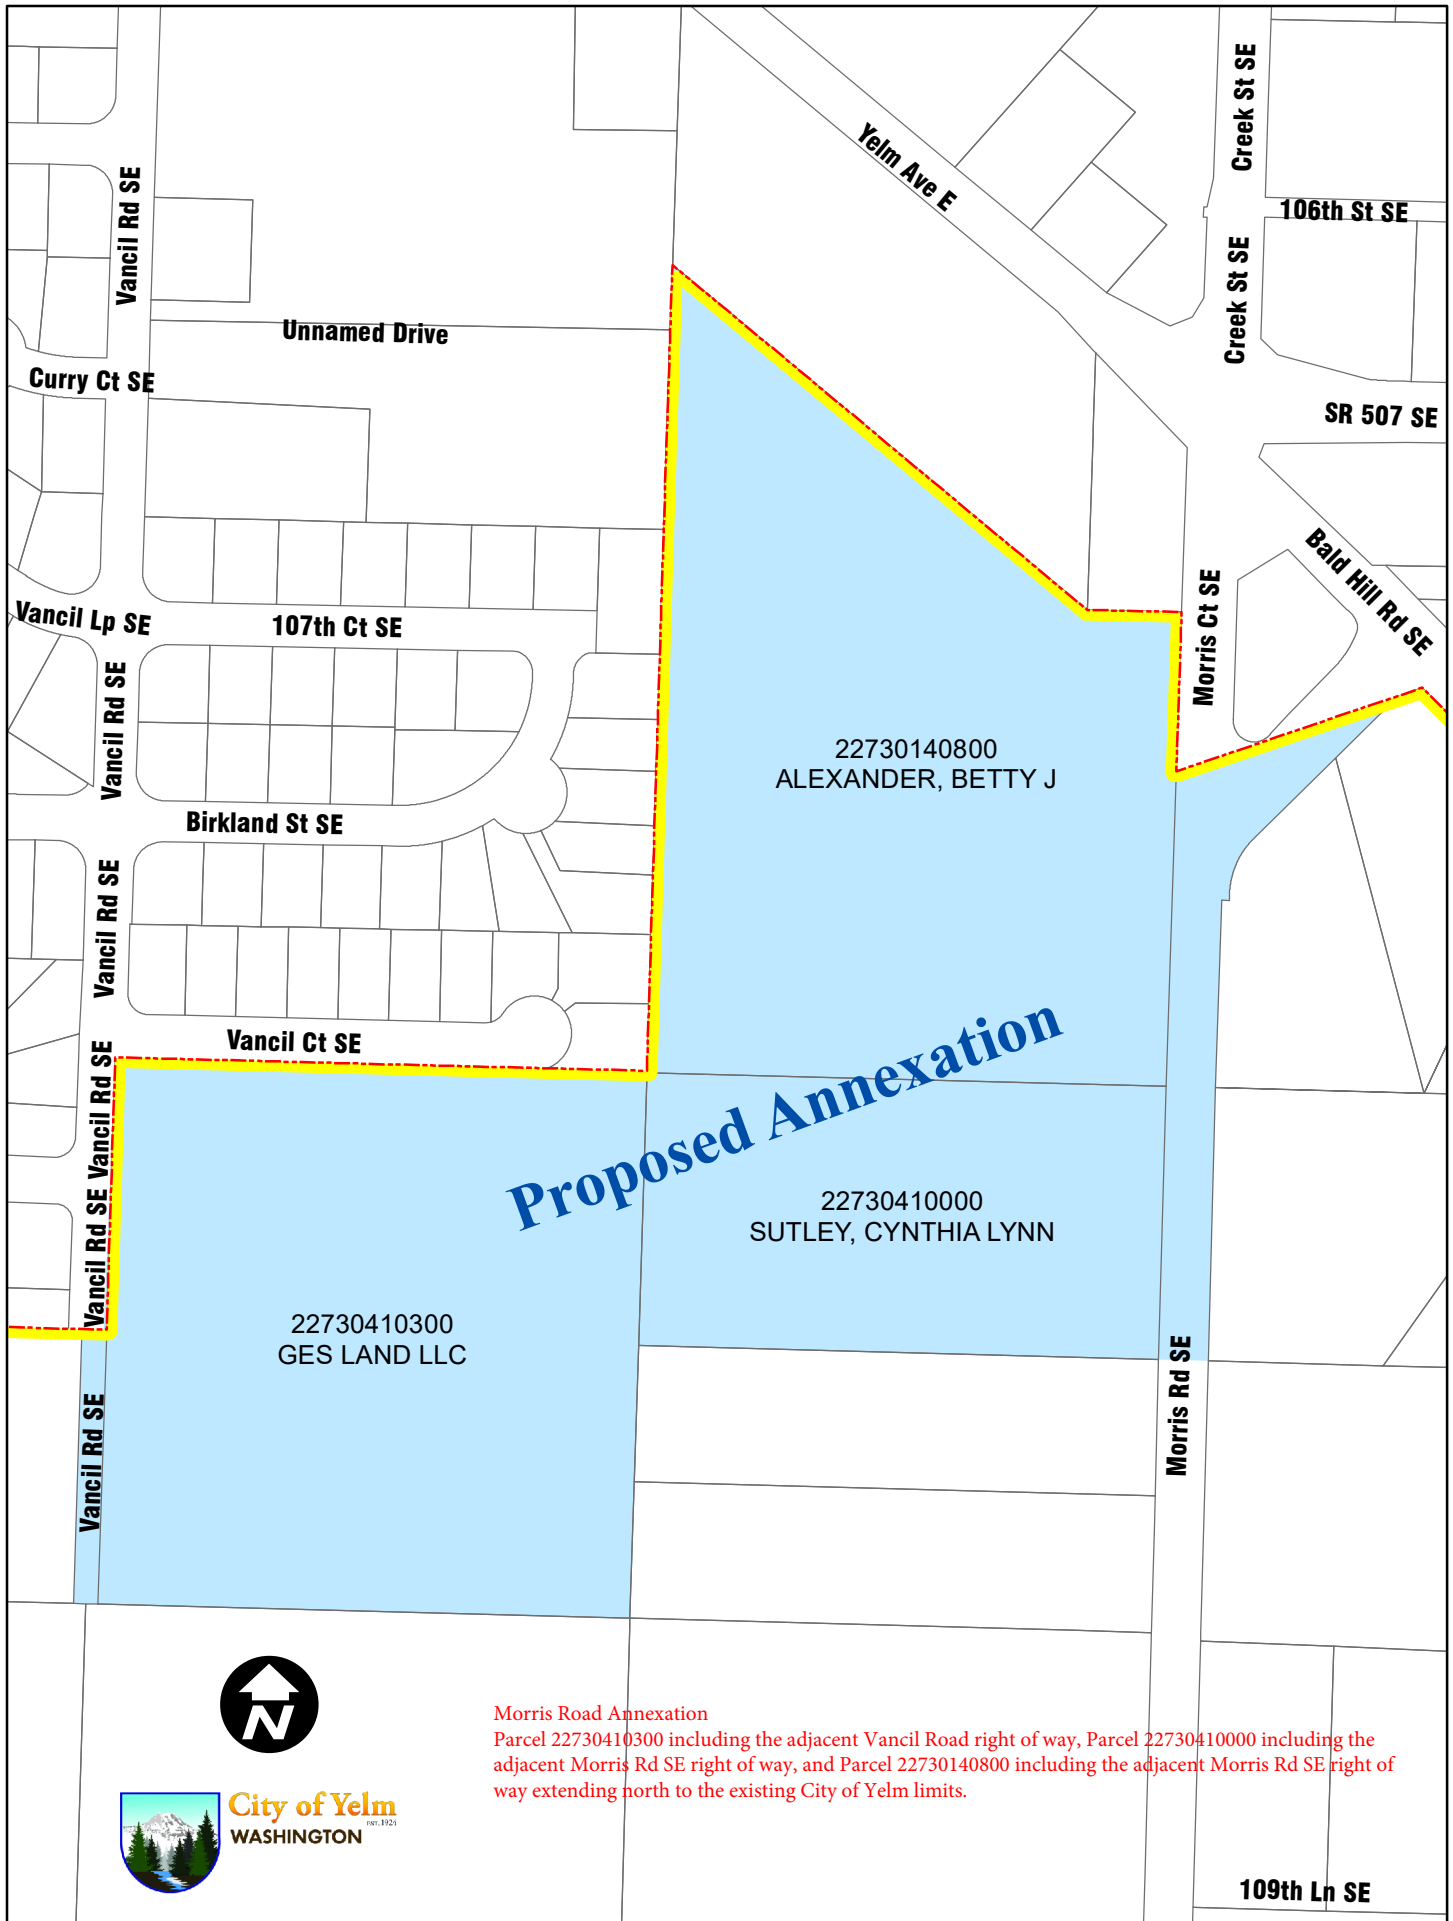 Creek St SE
Yelm Ave E
Vancil Rd SE
106th St SE
Creek St SE
Unnamed Drive
Curry Ct SE
SR 507 SE
Bald Hill Rd SE
Vancil Lp SE
107th Ct SE
Morris Ct SE
Vancil Rd SE
22730140800
ALEXANDER, BETTY J
Birkland St SE
Vancil Rd SE
Vancil Ct SE
Proposed Annexation
Vancil Rd SE
22730410000
SUTLEY, CYNTHIA LYNN
Vancil Rd SE
22730410300
GES LAND LLC
Morris Rd SE
Vancil Rd SE
N
Morris Road Annexation
Parcel 22730410300 including the adjacent Vancil Road right of way, Parcel 22730410000 including the
adjacent Morris Rd SE right of way, and Parcel 22730140800 including the adjacent Morris Rd SE right of
way extending north to the existing City of Yelm limits.
City of Yelm
EST. 1924
WASHINGTON
109th Ln SE